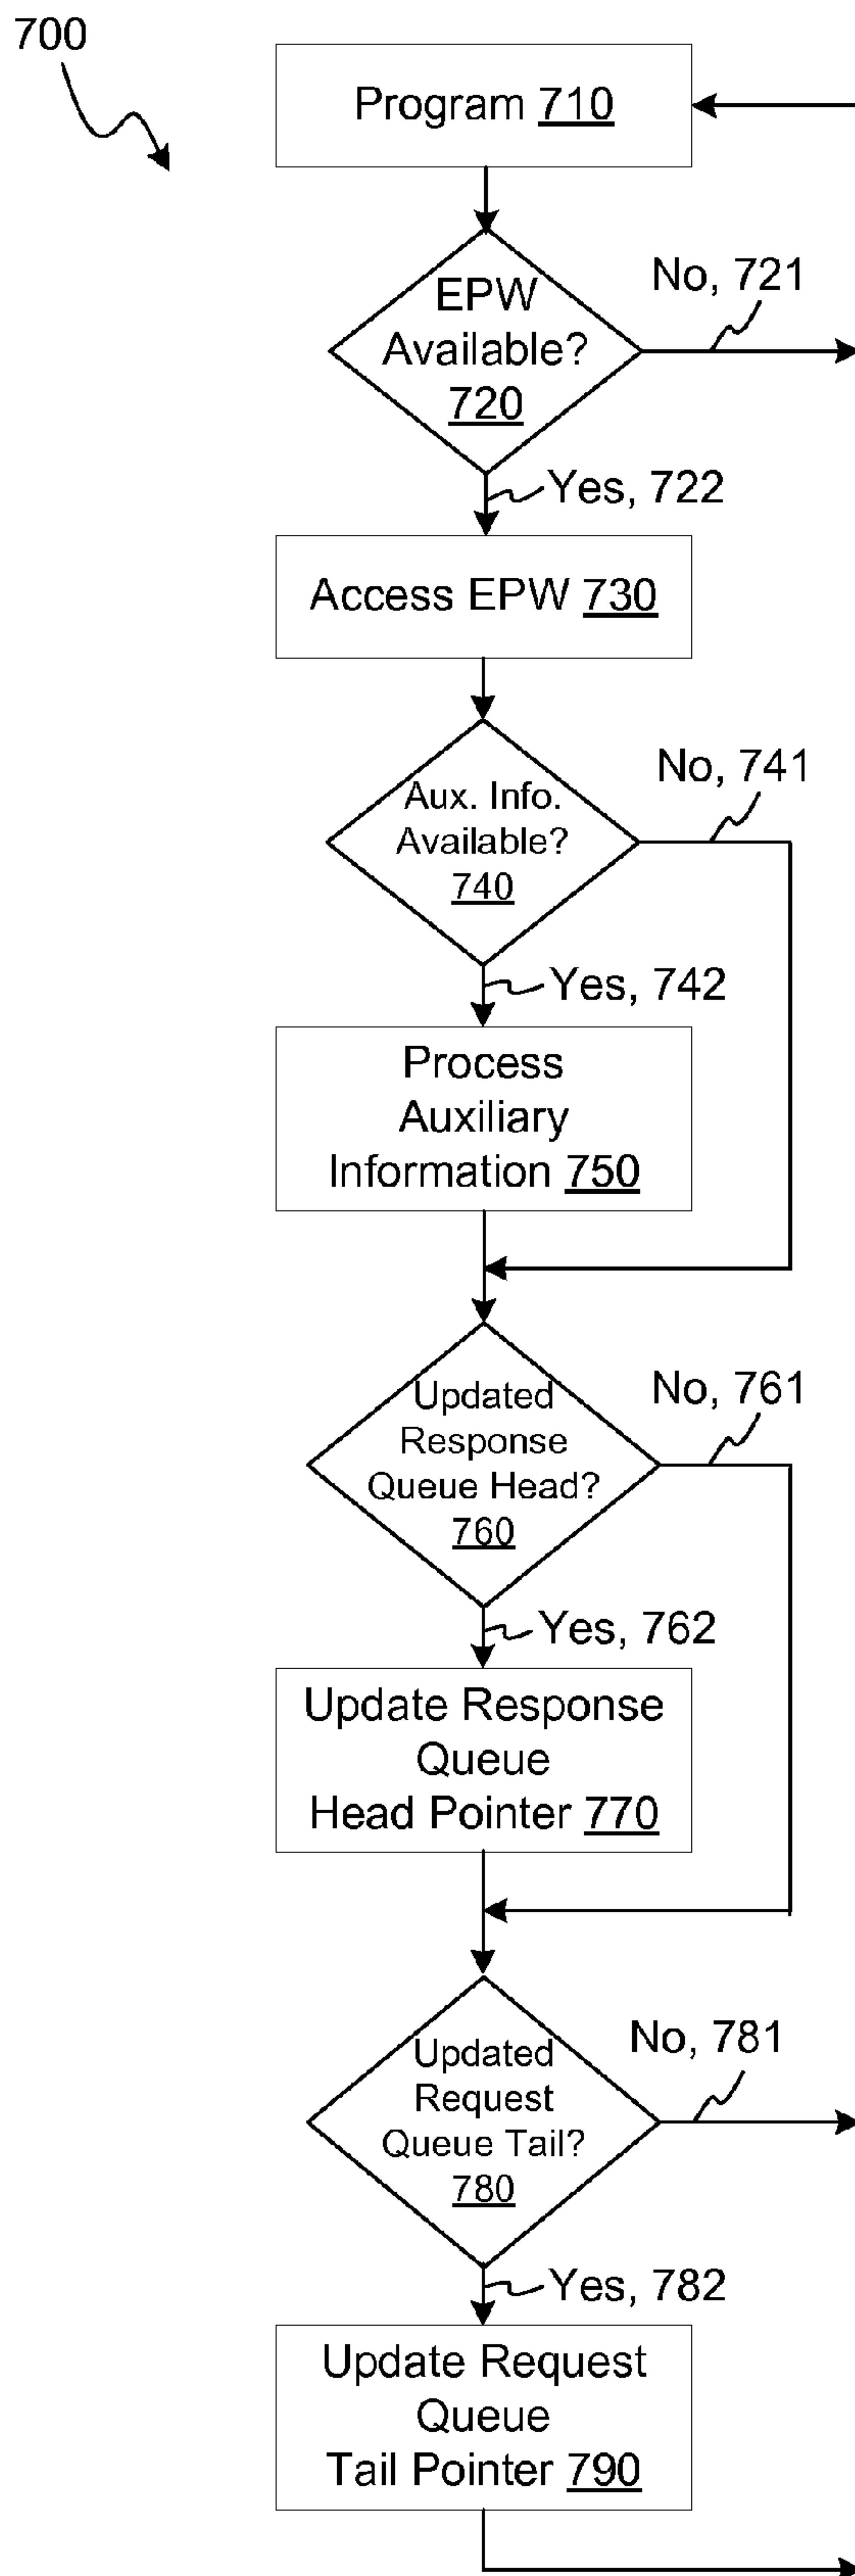 700
Program 710
EPW
Available?
720
No, 721
Yes, 722
Access EPW 730
Aux. Info.
Available?
740
No, 741
Yes, 742
Process
Auxiliary
Information 750
Updated
Response
Queue Head?
760
No, 761
Yes, 762
Update Response
Queue
Head Pointer 770
Updated
Request
Queue Tail?
780
No, 781
Yes, 782
Update Request
Queue
Tail Pointer 790